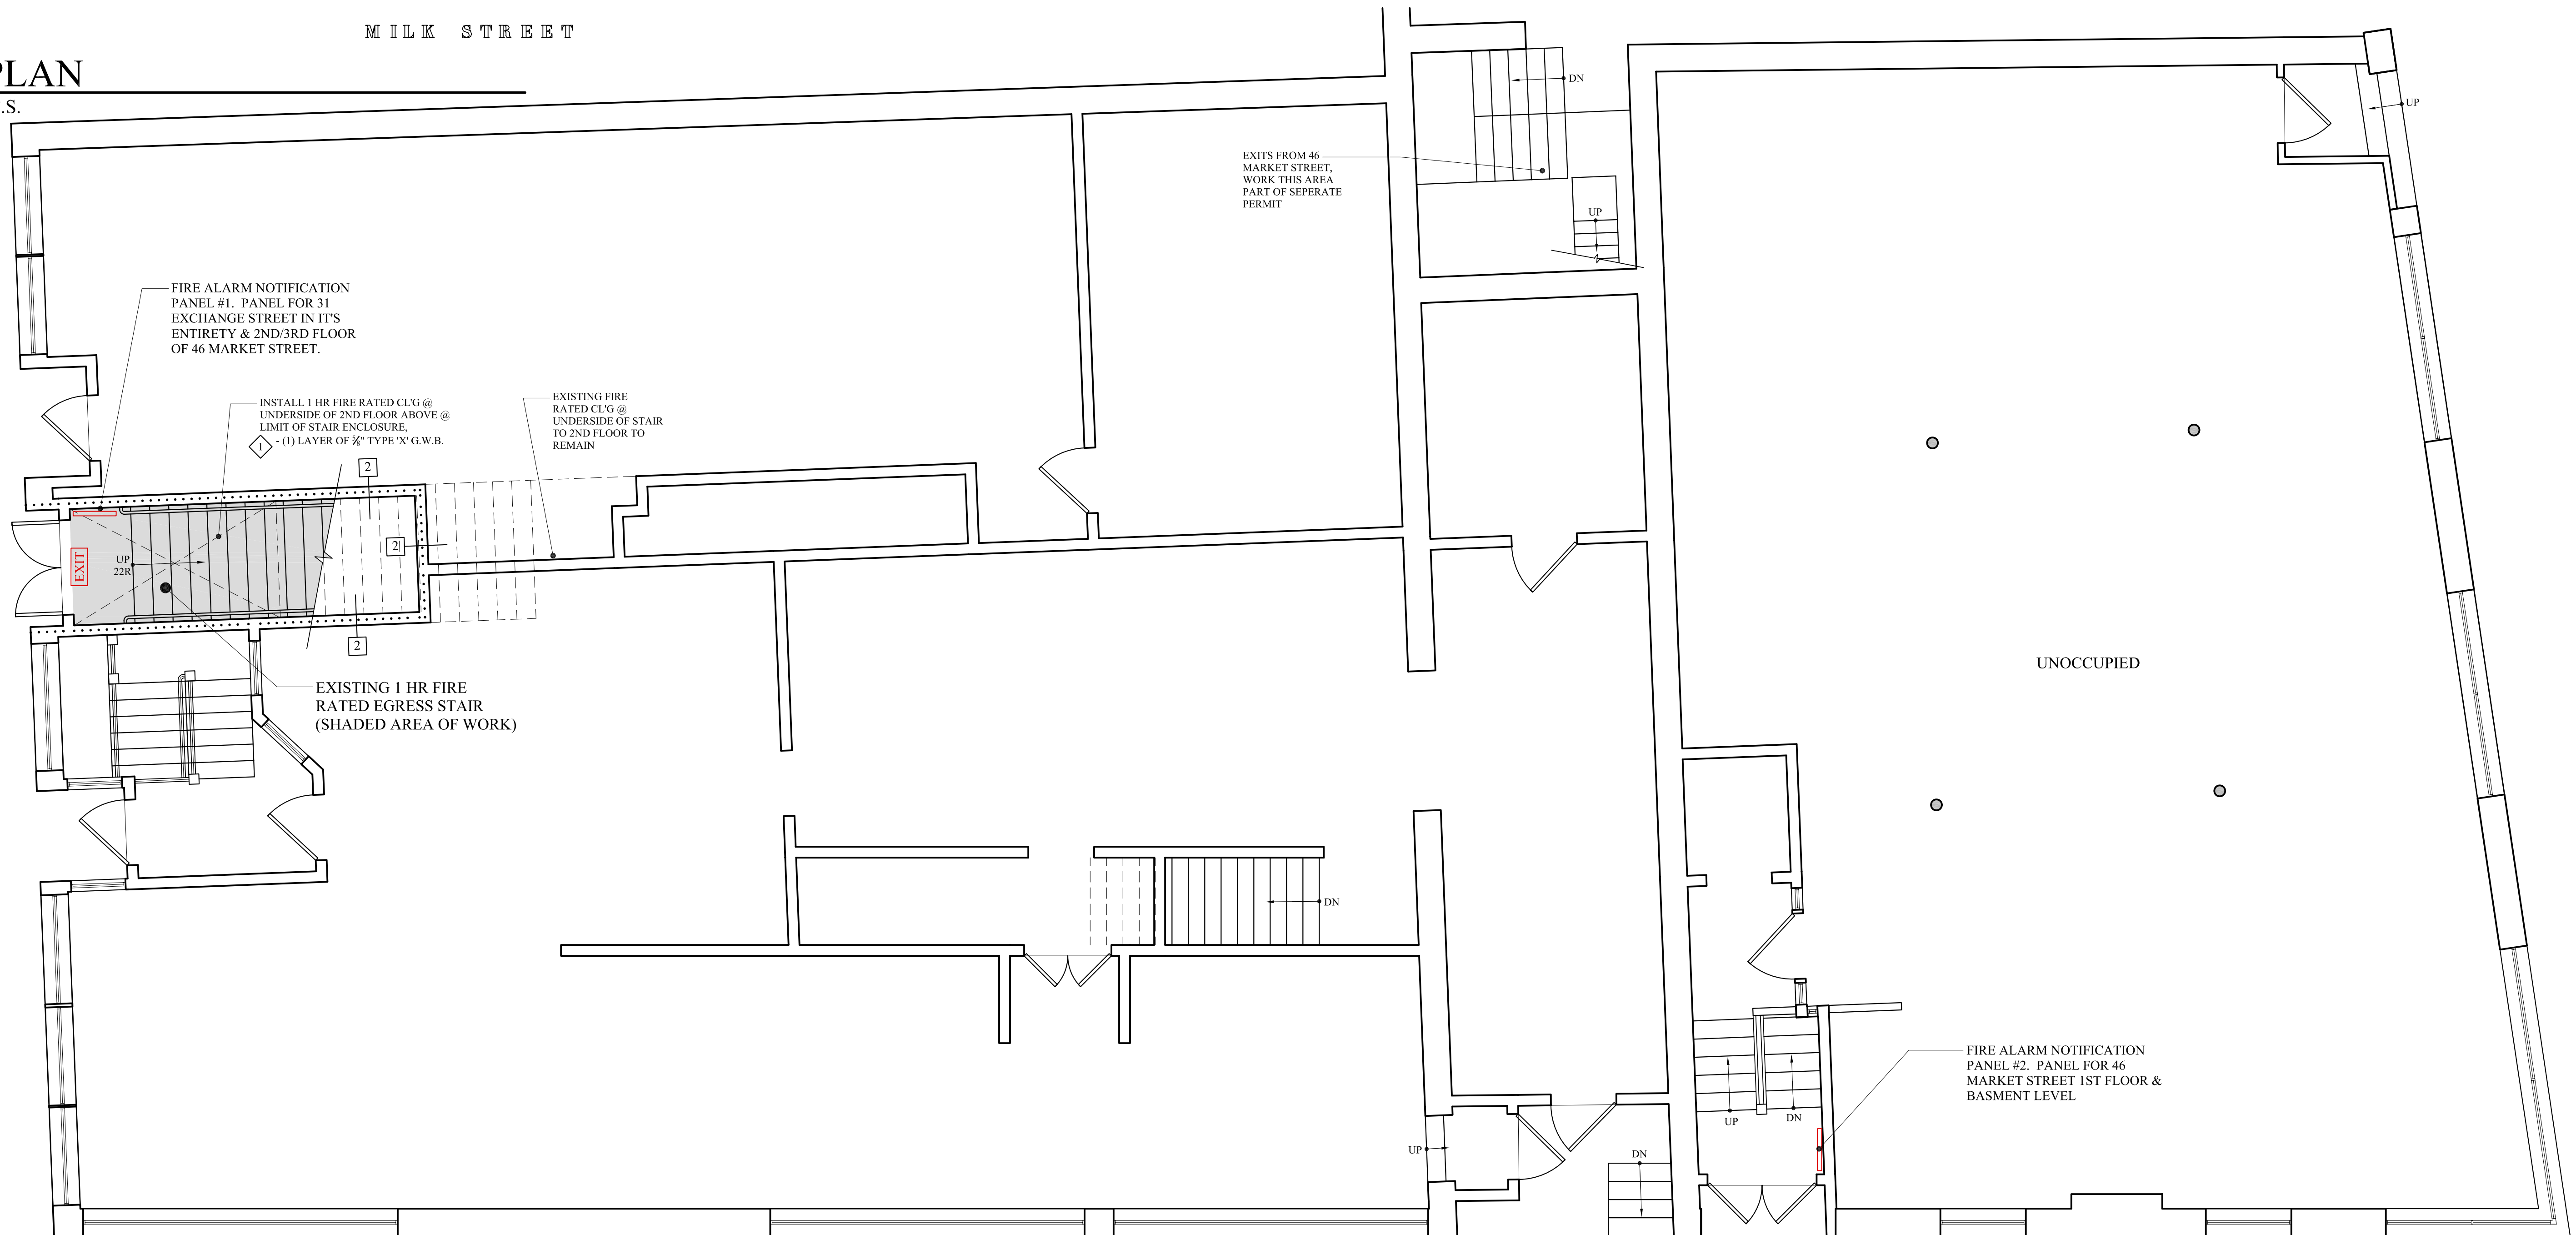 MILK STREET
PLAN
.S.
DN
UP
EXITS FROM 46
MARKET STREET,
WORK THIS AREA
PART OF SEPERATE
PERMIT
UP
FIRE ALARM NOTIFICATION
PANEL #1. PANEL FOR 31
EXCHANGE STREET IN IT'S
ENTIRETY & 2ND/3RD FLOOR
OF 46 MARKET STREET.
INSTALL 1 HR FIRE RATED CL'G @
UNDERSIDE OF 2ND FLOOR ABOVE @
LIMIT OF STAIR ENCLOSURE,
1 - (1) LAYER OF ⅝" TYPE 'X' G.W.B.
EXISTING FIRE
RATED CL'G @
UNDERSIDE OF STAIR
TO 2ND FLOOR TO
REMAIN
2
2
EXIT
UP
22R
2
EXISTING 1 HR FIRE
RATED EGRESS STAIR
(SHADED AREA OF WORK)
UNOCCUPIED
DN
FIRE ALARM NOTIFICATION
PANEL #2. PANEL FOR 46
MARKET STREET 1ST FLOOR &
BASMENT LEVEL
UP
DN
UP
DN